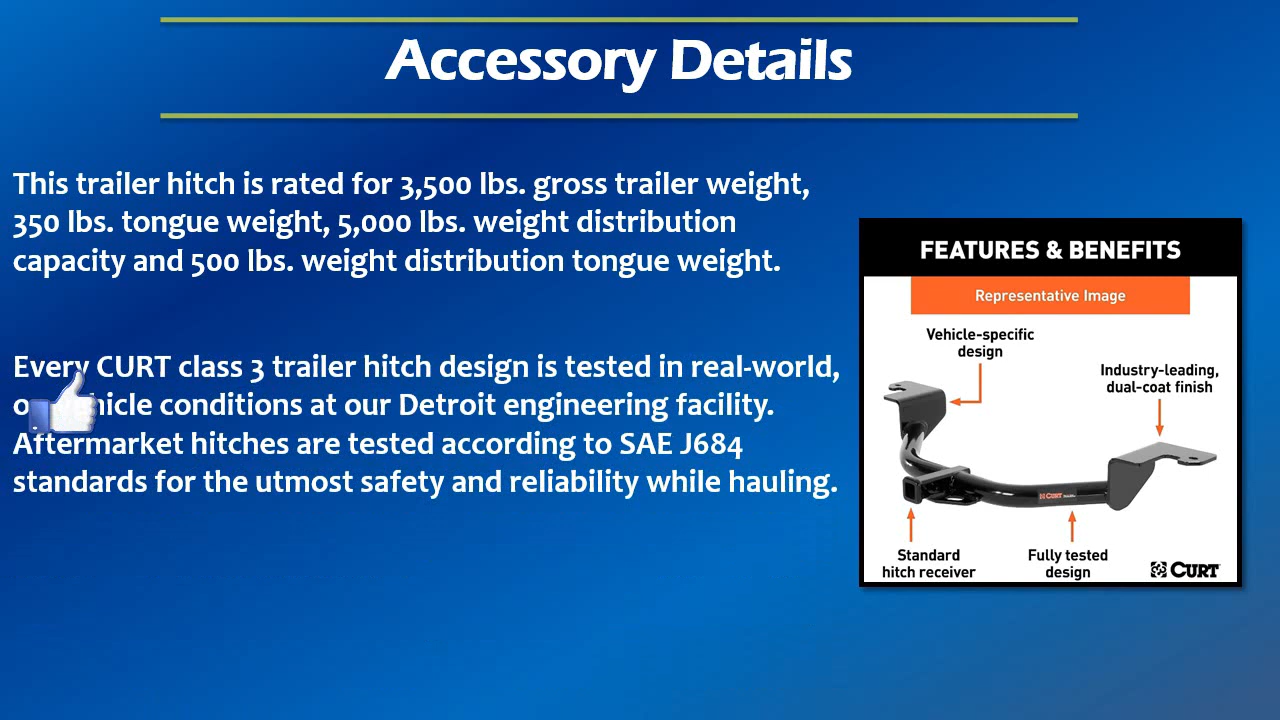 Accessory Details
This trailer hitch is rated for 3,500 lbs. gross trailer weight,
350 lbs. tongue weight, 5,000 lbs. weight distribution
capacity and 500 lbs. weight distribution tongue weight.
Every CURT class 3 trailer hitch design is tested in real-world,
conditions at our Detroit engineering facility.
Aftermarket hitches are tested according to SAE J684
standards for the utmost safety and reliability while hauling.
FEATURES & BENEFITS
Representative Image
Vehicle-specific
design
Industry-leading,
dual-coat finish
CURT
Standard
hitch receiver
Fully tested
design
CURT